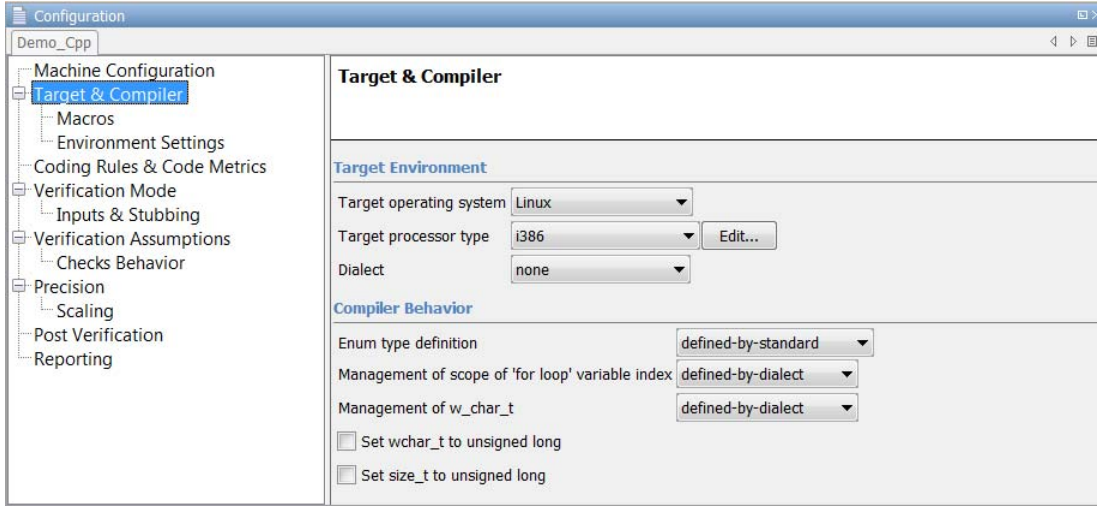 Configuration
Demo_Cpp
Machine Configuration
Target & Compiler
Macros
Environment Settings
Coding Rules & Code Metrics
Verification Mode
Inputs & Stubbing
Verification Assumptions
Checks Behavior
Precision
Scaling
Post Verification
Reporting
Target & Compiler
Target Environment
Target operating system Linux
Target processor type i386 Edit...
Dialect none
Compiler Behavior
Enum type definition defined-by-standard
Management of scope of 'for loop' variable index defined-by-dialect
Management of w_char_t defined-by-dialect
Set wchar_t to unsigned long
Set size_t to unsigned long